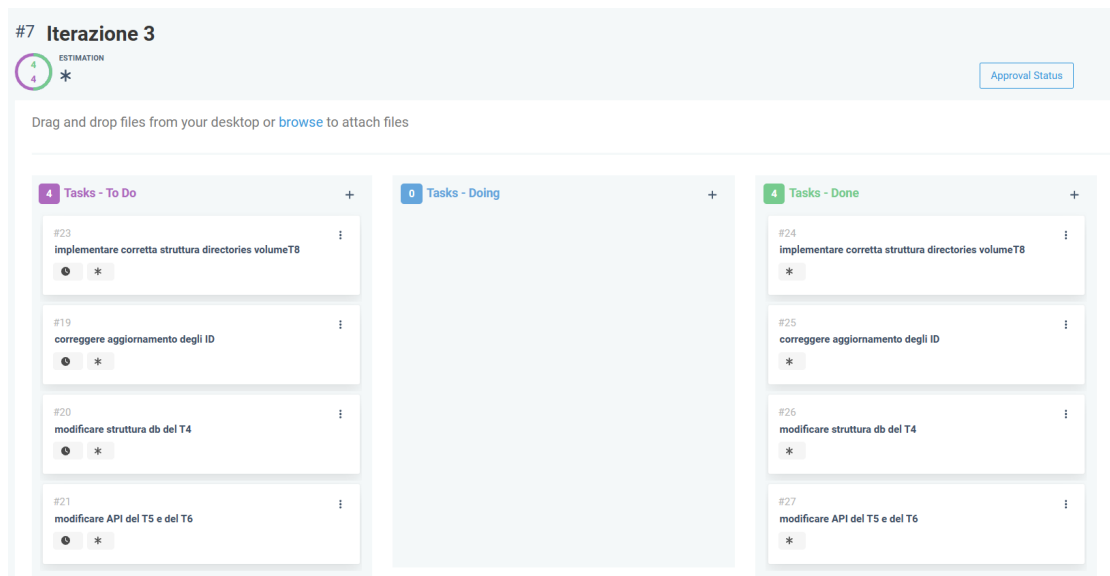 #7 Iterazione 3
4
4
ESTIMATION
*
Approval Status
Drag and drop files from your desktop or browse to attach files
4 Tasks - To Do +
#23
implementare corretta struttura directories volumeT8
*
#19
correggere aggiornamento degli ID
*
#20
modificare struttura db del T4
*
#21
modificare API del T5 e del T6
*
0 Tasks - Doing +
4 Tasks - Done +
#24
implementare corretta struttura directories volumeT8
*
#25
correggere aggiornamento degli ID
*
#26
modificare struttura db del T4
*
#27
modificare API del T5 e del T6
*